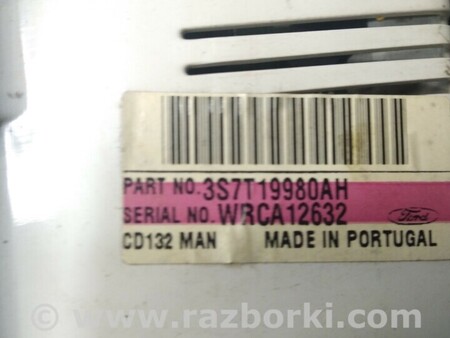 PART NO. 3S7T19980AH
SERIAL NO. WRCA12632
Ford
CD132 MAN MADE IN PORTUGAL
© www.razborki.com